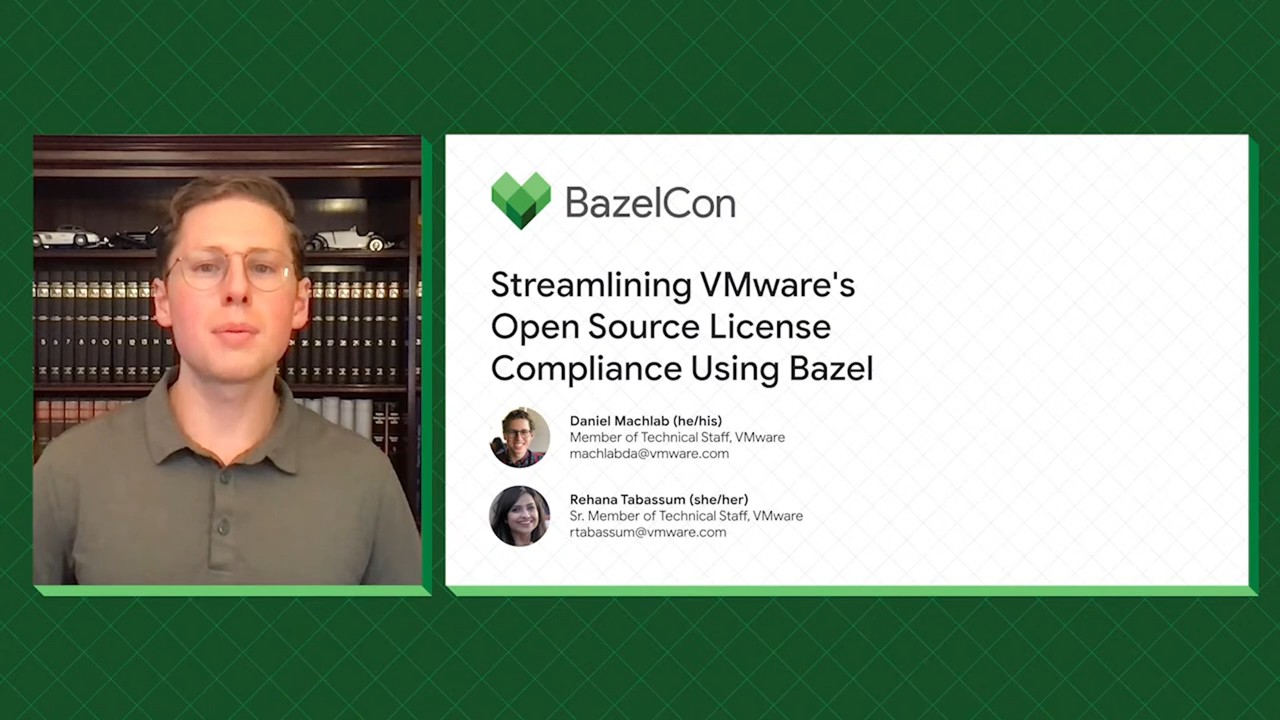 BazelCon
Streamlining VMware's
Open Source License
Compliance Using Bazel
Daniel Machlab (he/his)
Member of Technical Staff, VMware
machlabda@vmware.com
Rehana Tabassum (she/her)
Sr. Member of Technical Staff, VMware
rtabassum@vmware.com